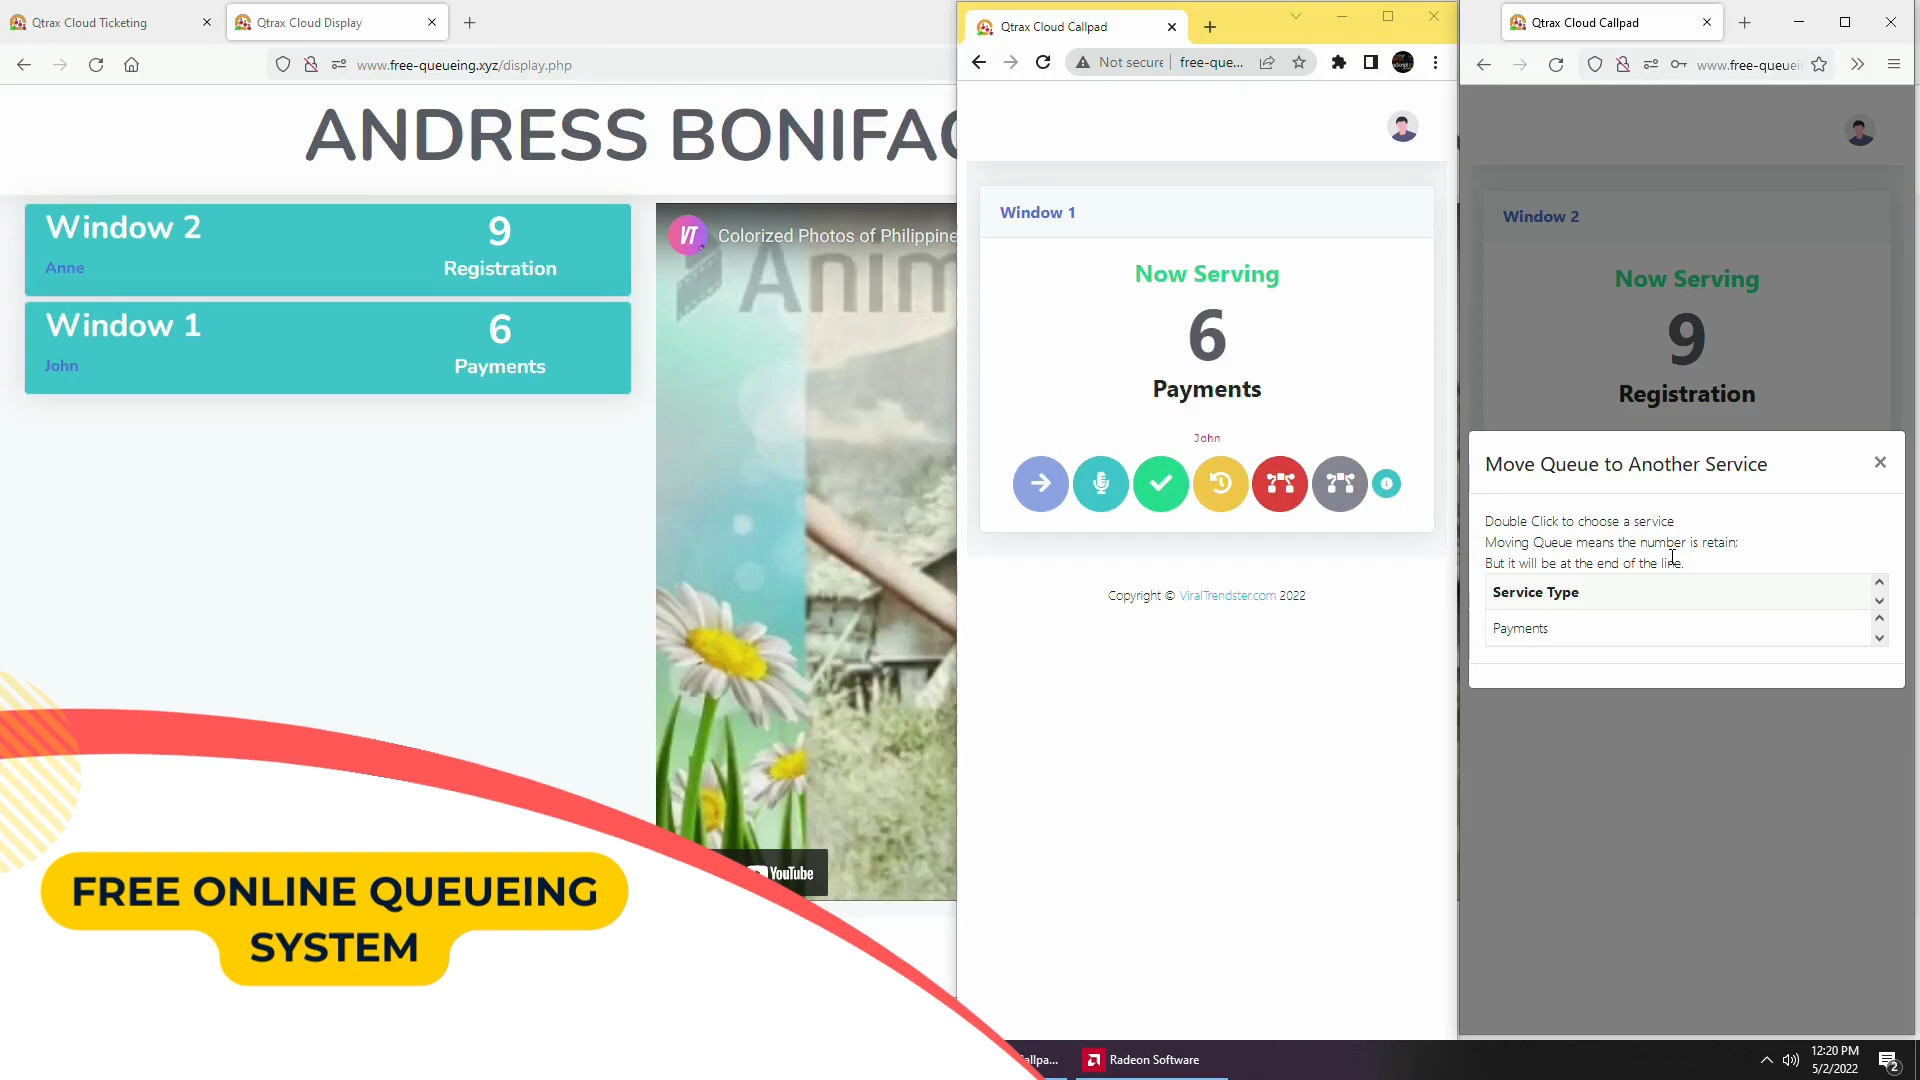 Qtrax Cloud Ticketing
Qtrax Cloud Display
www.free-queueing.xyz/display.php
ANDRESS BONIFAC
Window 2
9
Anne
Registration
Window 1
6
John
Payments
VT
Colorized Photos of Philippine
Anim
YouTube
FREE ONLINE QUEUEING
SYSTEM
Qtrax Cloud Callpad
Not secure
free-que...
Window 1
Now Serving
6
Payments
John
Copyright © ViralTrendster.com 2022
Qtrax Cloud Callpad
www.free-queuei
Window 2
Now Serving
9
Registration
Move Queue to Another Service
Double Click to choose a service
Moving Queue means the number is retain;
But it will be at the end of the line.
Service Type
Payments
allpa...
Radeon Software
12:20 PM
5/2/2022
2